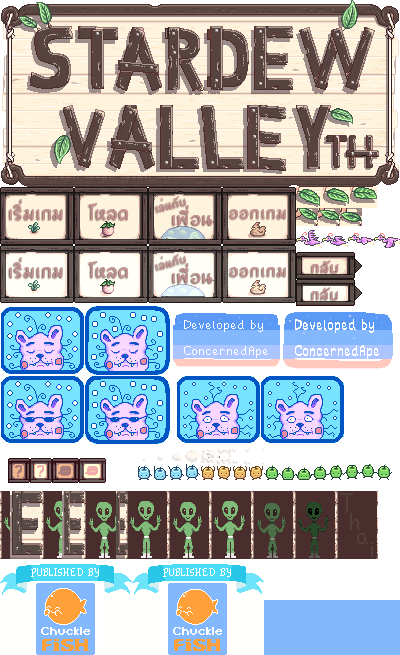 STARDEW
VALLEY TH
เริ่มเกม
โหลด
เล่นกับ
เพื่อน
ออกเกม
เริ่มเกม
โหลด
เล่นกับ
เพื่อน
ออกเกม
กลับ
กลับ
Developed by
ConcernedApe
Developed by
ConcernedApe
? ?
E E E
Thai
PUBLISHED BY
Chuckle
FISH
PUBLISHED BY
Chuckle
FISH